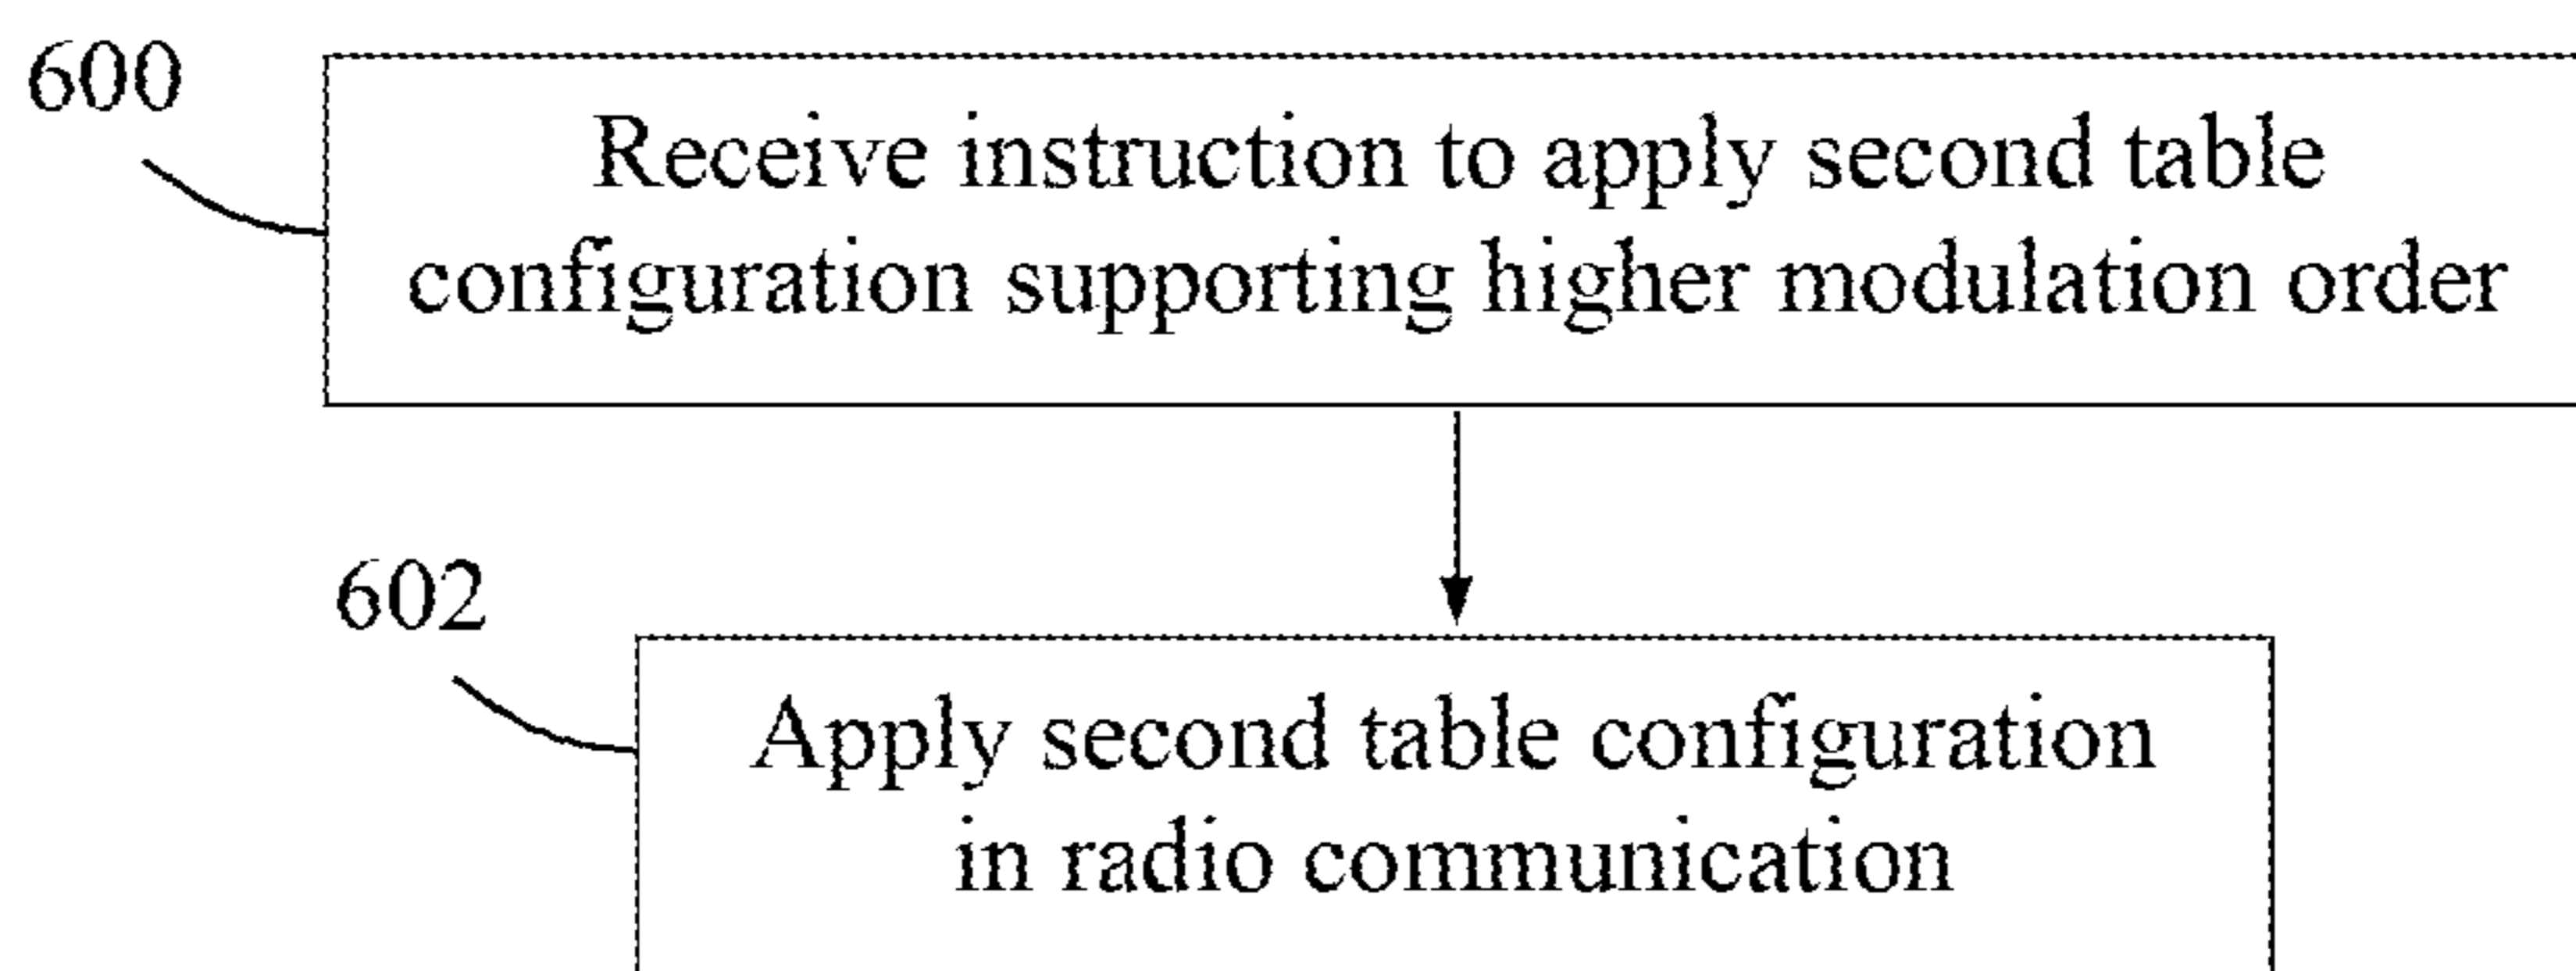 600
Receive instruction to apply second table
configuration supporting higher modulation order
602
Apply second table configuration
in radio communication